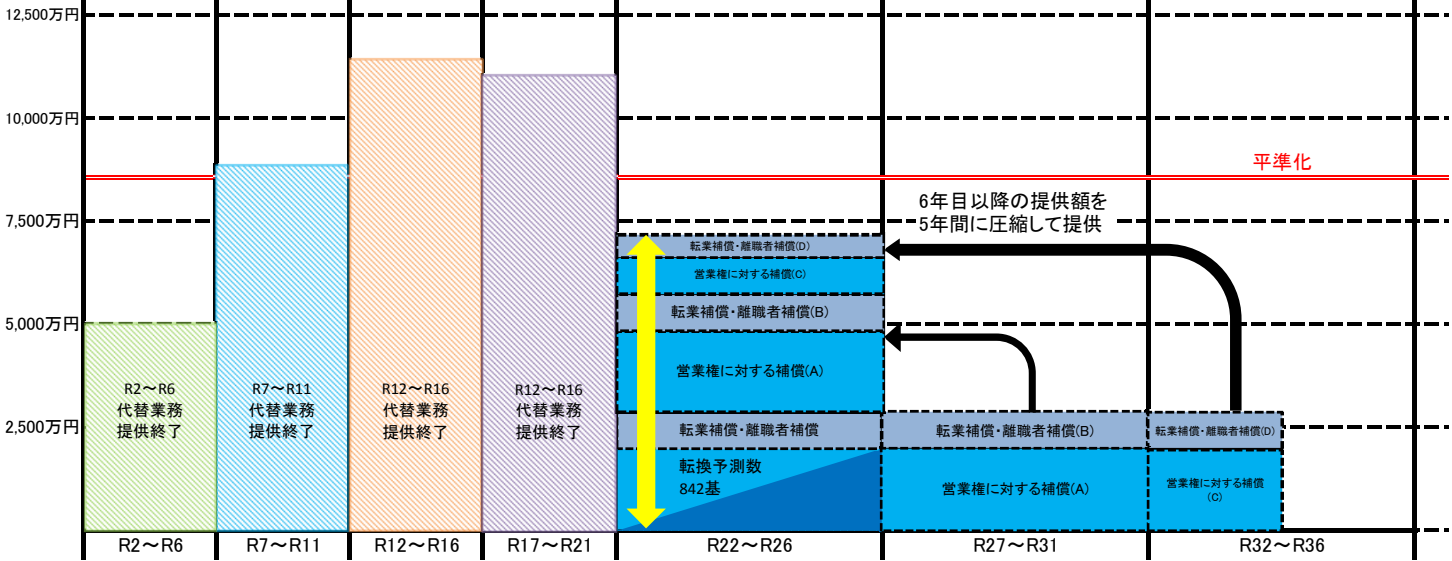 12,500万円
10,000万円
平準化
7,500万円
6年目以降の提供額を
5年間に圧縮して提供
転業補償・離職者補償(D)
営業権に対する補償(C)
転業補償・離職者補償(B)
5,000万円
営業権に対する補償(A)
R2～R6
代替業務
提供終了
R7～R11
代替業務
提供終了
R12～R16
代替業務
提供終了
R12～R16
代替業務
提供終了
2,500万円
転業補償・離職者補償
転業補償・離職者補償(B)
転業補償・離職者補償(D)
転換予測数
842基
営業権に対する補償(A)
営業権に対する補償
(C)
R2～R6
R7～R11
R12～R16
R17～R21
R22～R26
R27～R31
R32～R36